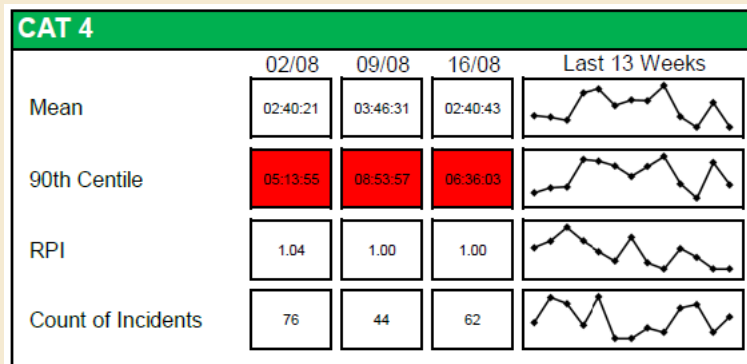 CAT 4
02/08 09/08 16/08 Last 13 Weeks
Mean 02:40:21 03:46:31 02:40:43
90th Centile 05:13:55 08:53:57 06:36:03
RPI 1.04 1.00 1.00
Count of Incidents 76 44 62